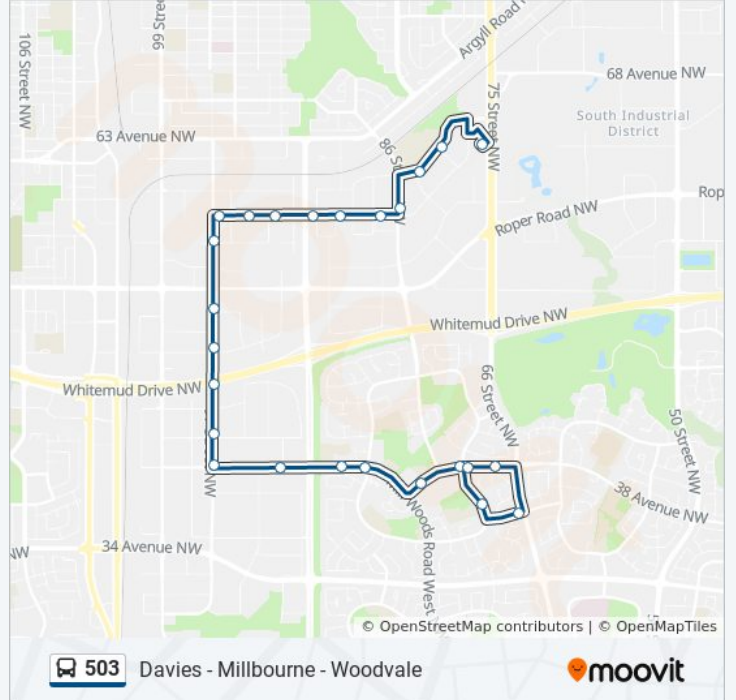 Argyll Road
106 Street NW
99 Street
68 Avenue NW
75 Street NW
South Industrial
District
63 Avenue NW
86 St
Roper Road NW
Whitemud Drive NW
Whitemud Drive NW
66 Street NW
50 Street NW
NW
38 Avenue NW
Woods Road West
NW
34 Avenue NW
© OpenStreetMap contributors | © OpenMapTiles
503 Davies - Millbourne - Woodvale
moovit